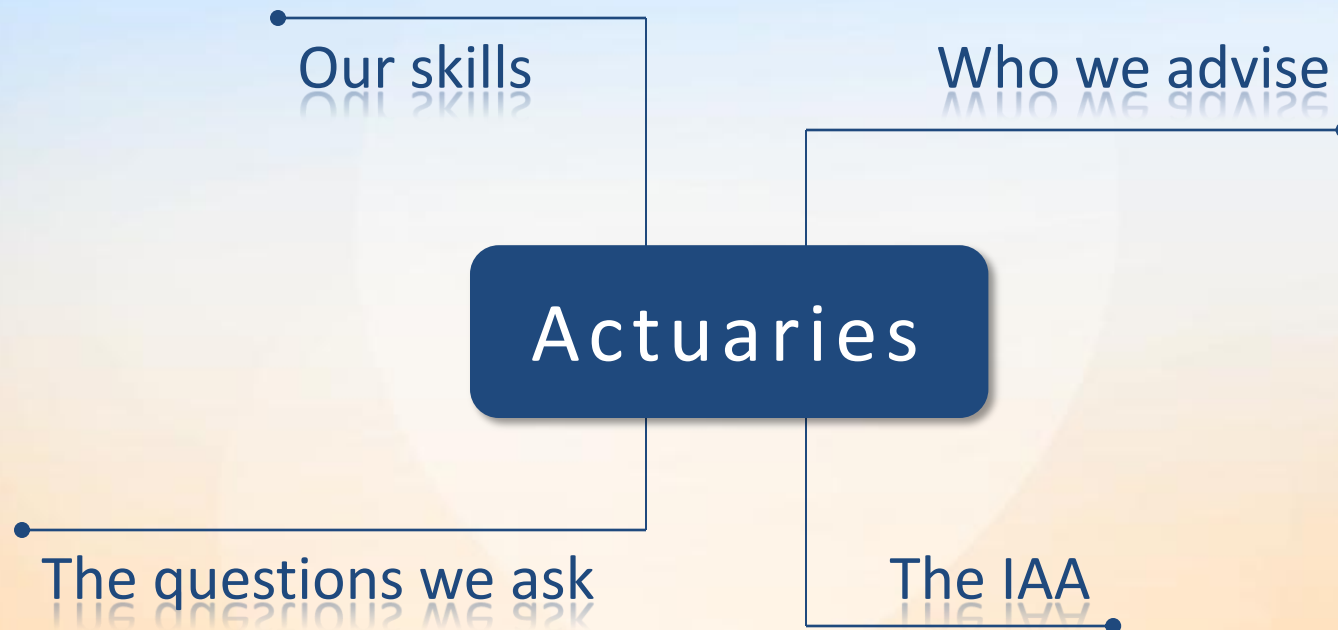 Our skills
Who we advise
Actuaries
The questions we ask
The IAA